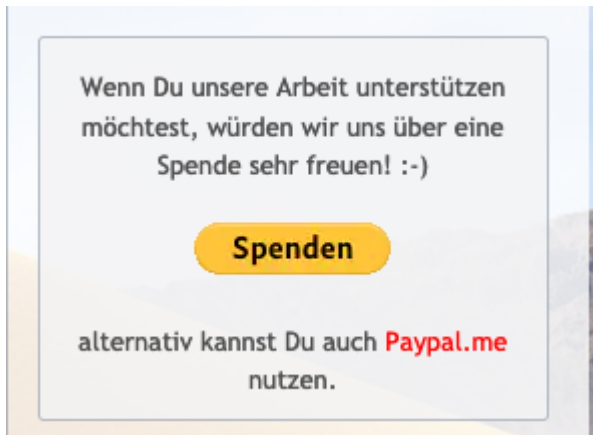 Wenn Du unsere Arbeit unterstützen
möchtest, würden wir uns über eine
Spende sehr freuen! :-)
Spenden
alternativ kannst Du auch Paypal.me
nutzen.